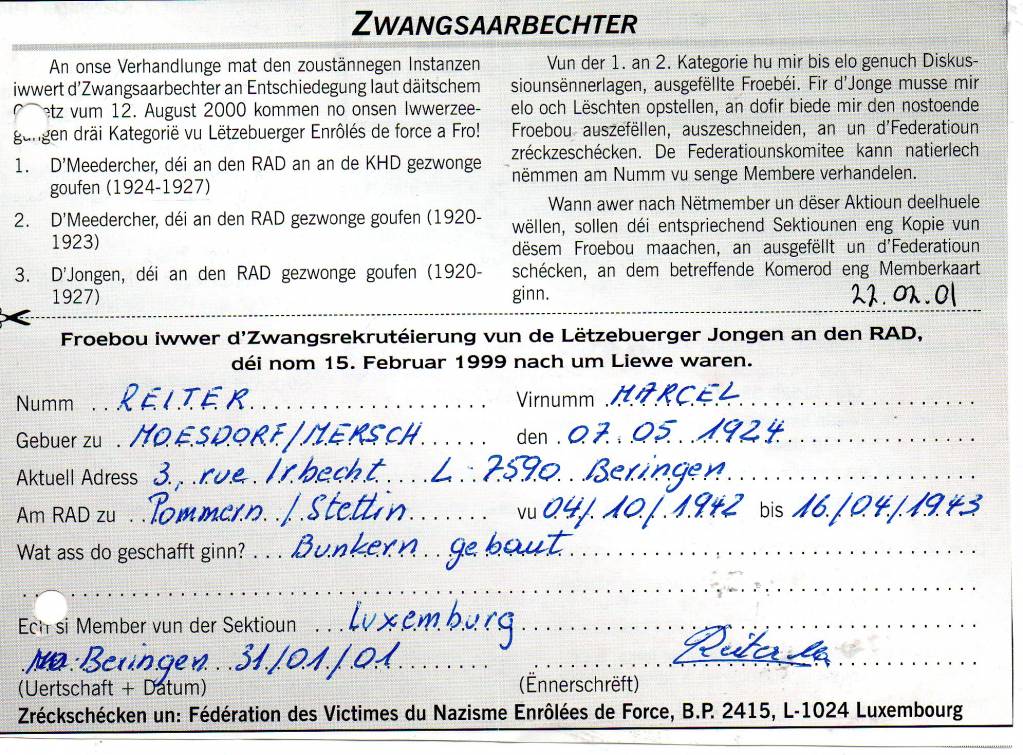 ZWANGSAARBECHTER
An onse Verhandlunge mat den zoustännegen Instanzen
iwwert d'Zwangsaarbechter an Entschiedegung laut däitschem
Gesetz vum 12. August 2000 kommen no onsen Iwwerzee-
gungen dräi Kategorië vu Lëtzebuerger Enrôlés de force a Fro!
1. D'Meedercher, déi an den RAD an an de KHD gezwonge
goufen (1924-1927)
2. D'Meedercher, déi an den RAD gezwonge goufen (1920-
1923)
3. D'Jongen, déi an den RAD gezwonge goufen (1920-
1927)
Vun der 1. an 2. Kategorie hu mir bis elo genuch Diskus-
siounsënnerlagen, ausgefëllte Froebéi. Fir d'Jonge musse mir
elo och Lëschten opstellen, an dofir biede mir den nostoende
Froebou auszefëllen, auszeschneiden, an un d'Federatioun
zréckzeschécken. De Federatiounskomitee kann natierlech
nëmmen am Numm vu senge Membere verhandelen.
Wann awer nach Nëtmember un dëser Aktioun deelhuele
wëllen, sollen déi entspriechend Sektiounen eng Kopie vun
dësem Froebou maachen, an ausgefëllt un d'Federatioun
schécken, an dem betreffende Komerod eng Memberkaart
ginn.
22.02.01
Froebou iwwer d'Zwangsrekrutéierung vun de Lëtzebuerger Jongen an den RAD,
déi nom 15. Februar 1999 nach um Liewe waren.
Numm REITER Virnumm MARCEL
Gebuer zu MOESDORF/MERSCH den 07.05.1924
Aktuell Adress 3, rue Irbecht L-7590 Beringen
Am RAD zu Pommern / Stettin vu 04/10/1942 bis 16/04/1943
Wat ass do geschafft ginn? Bunkern gebaut
Ech si Member vun der Sektioun Luxemburg
Beringen 31/01/01 Reiter
(Uertschaft + Datum) (Ënnerschrëft)
Zréckschécken un: Fédération des Victimes du Nazisme Enrôlées de Force, B.P. 2415, L-1024 Luxembourg